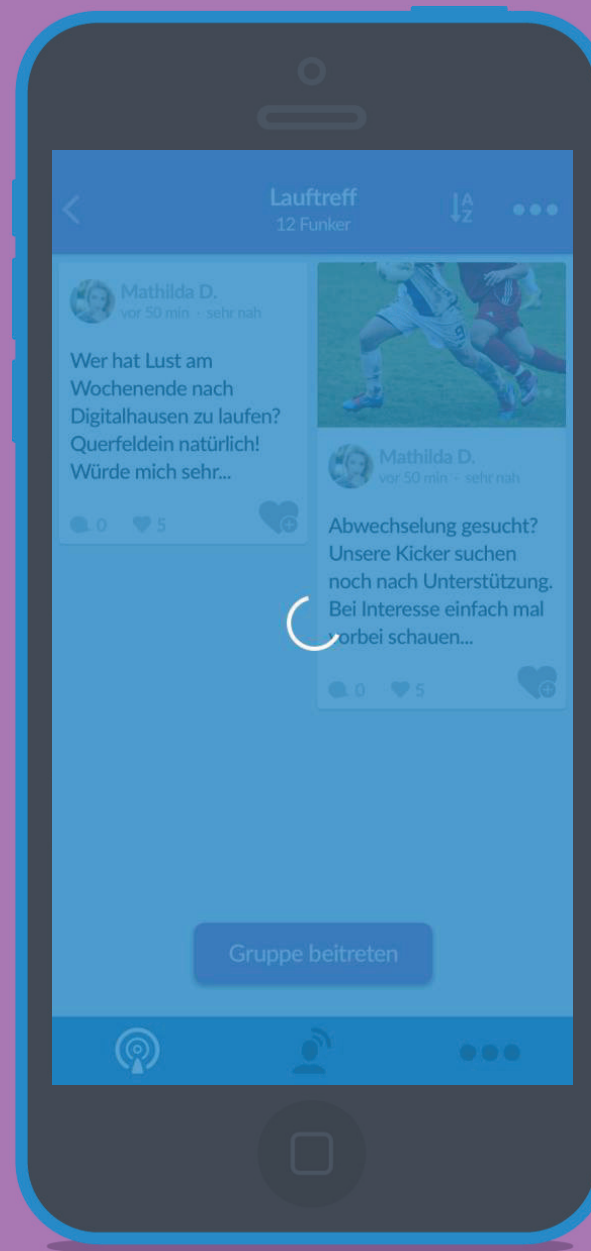 Lauftreff
12 Funker
A
Z
Mathilda D.
vor 50 min - sehr nah
Wer hat Lust am
Wochenende nach
Digitalhausen zu laufen?
Querfeldein natürlich!
Würde mich sehr...
0 5
9
Mathilda D.
vor 50 min - sehr nah
Abwechselung gesucht?
Unsere Kicker suchen
noch nach Unterstützung.
Bei Interesse einfach mal
vorbei schauen...
0 5
Gruppe beitreten